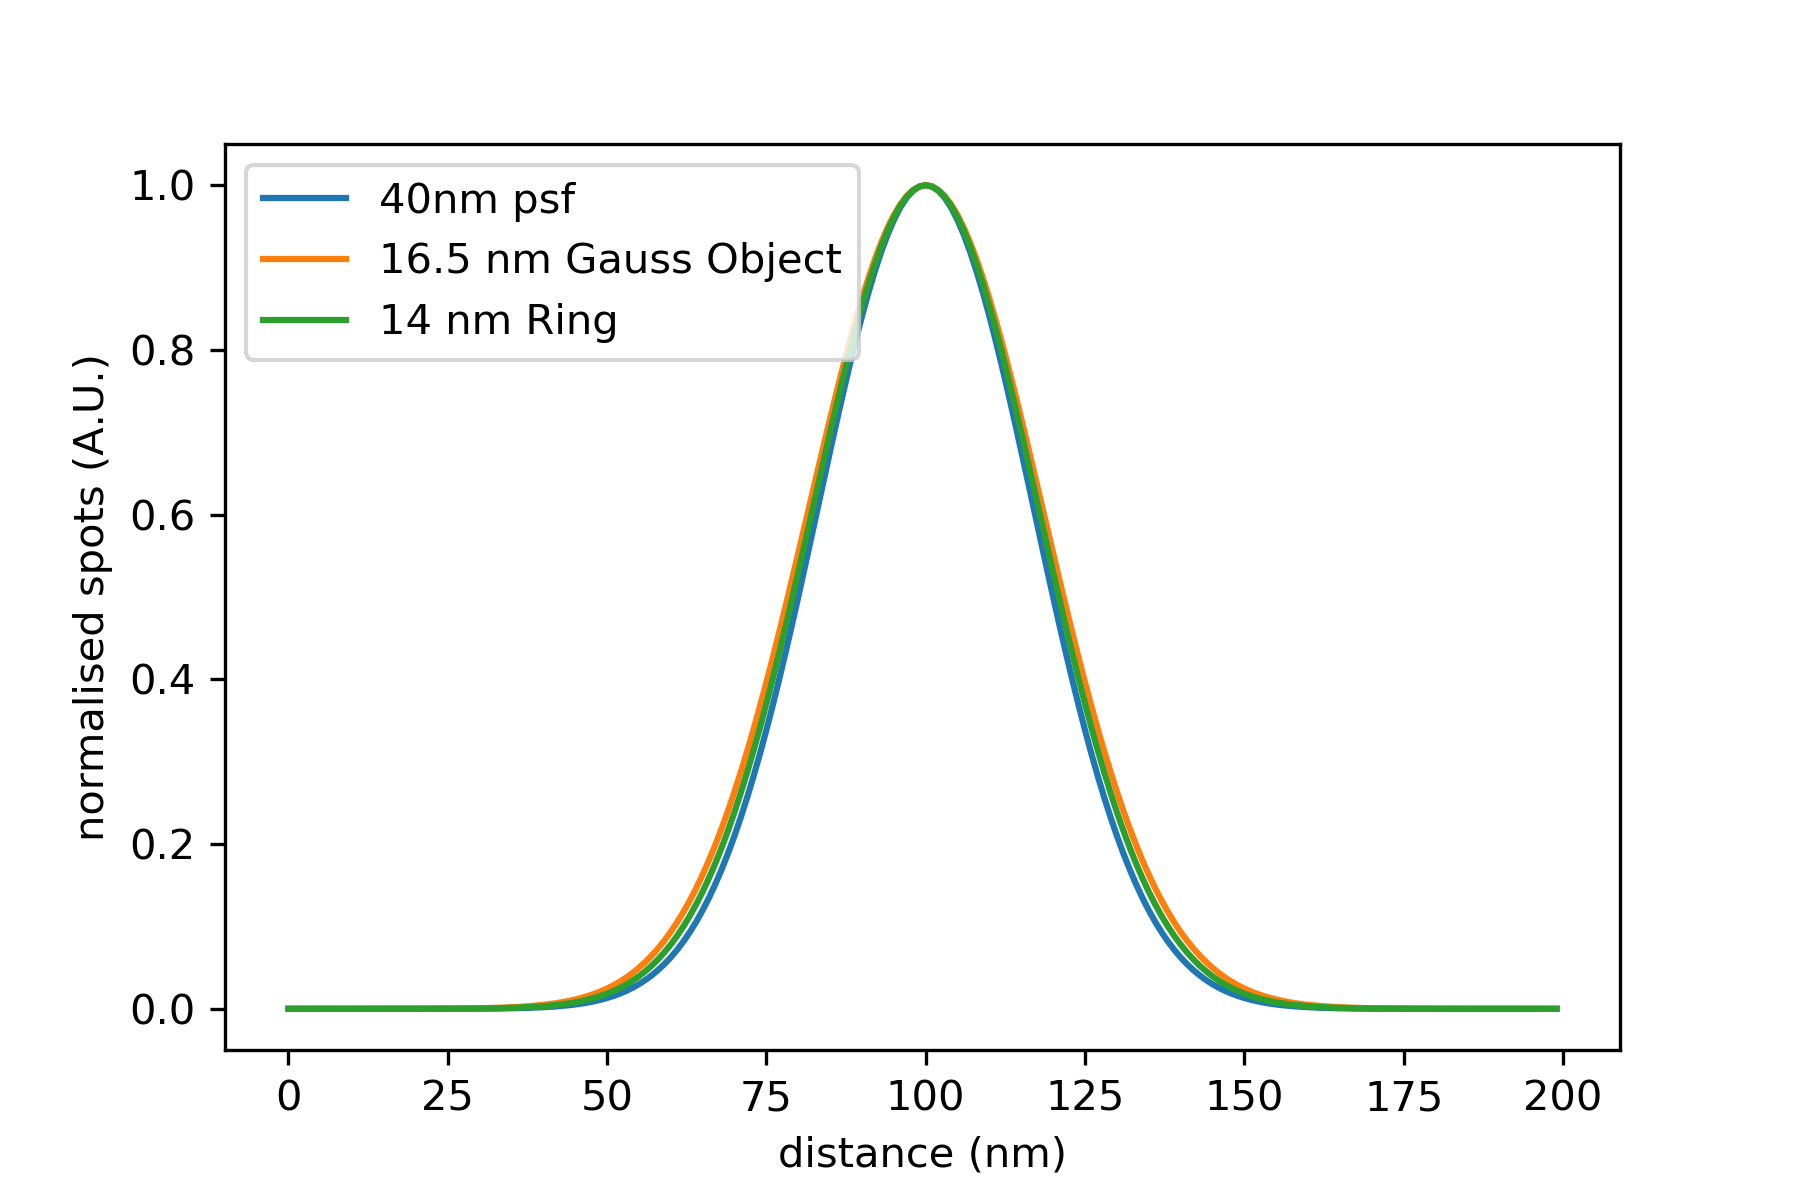 40nm psf
16.5 nm Gauss Object
14 nm Ring
1.0
0.8
0.6
0.4
0.2
0.0
normalised spots (A.U.)
0 25 50 75 100 125 150 175 200
distance (nm)